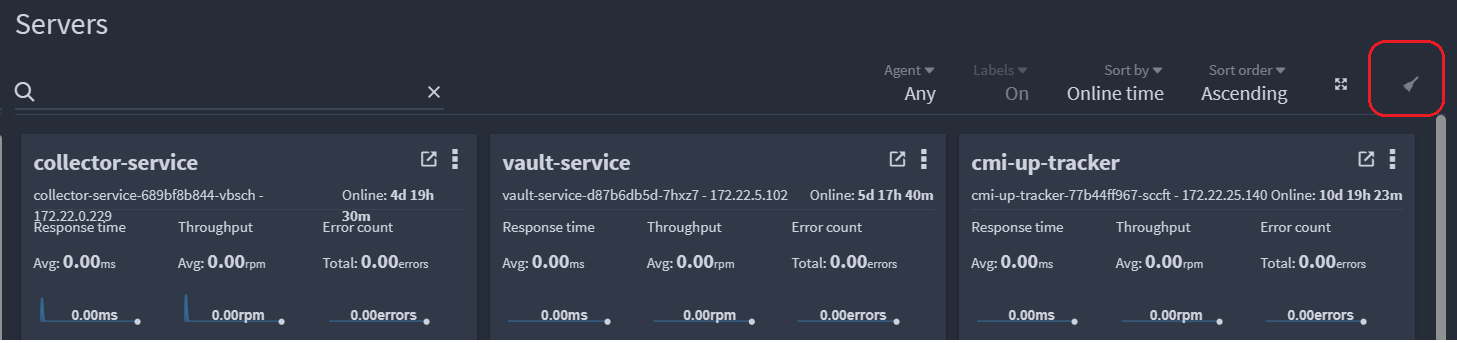 Servers
Agent Labels Sort by Sort order
Any On Online time Ascending
collector-service
collector-service-689bf8b844-vbsch - 172.22.0.229
Online: 4d 19h 30m
Response time Throughput Error count
Avg: 0.00ms Avg: 0.00rpm Total: 0.00errors
0.00ms 0.00rpm 0.00errors
vault-service
vault-service-d87b6db5d-7hxz7 - 172.22.5.102 Online: 5d 17h 40m
Response time Throughput Error count
Avg: 0.00ms Avg: 0.00rpm Total: 0.00errors
0.00ms 0.00rpm 0.00errors
cmi-up-tracker
cmi-up-tracker-77b44ff967-sccft - 172.22.25.140 Online: 10d 19h 23m
Response time Throughput Error count
Avg: 0.00ms Avg: 0.00rpm Total: 0.00errors
0.00ms 0.00rpm 0.00errors